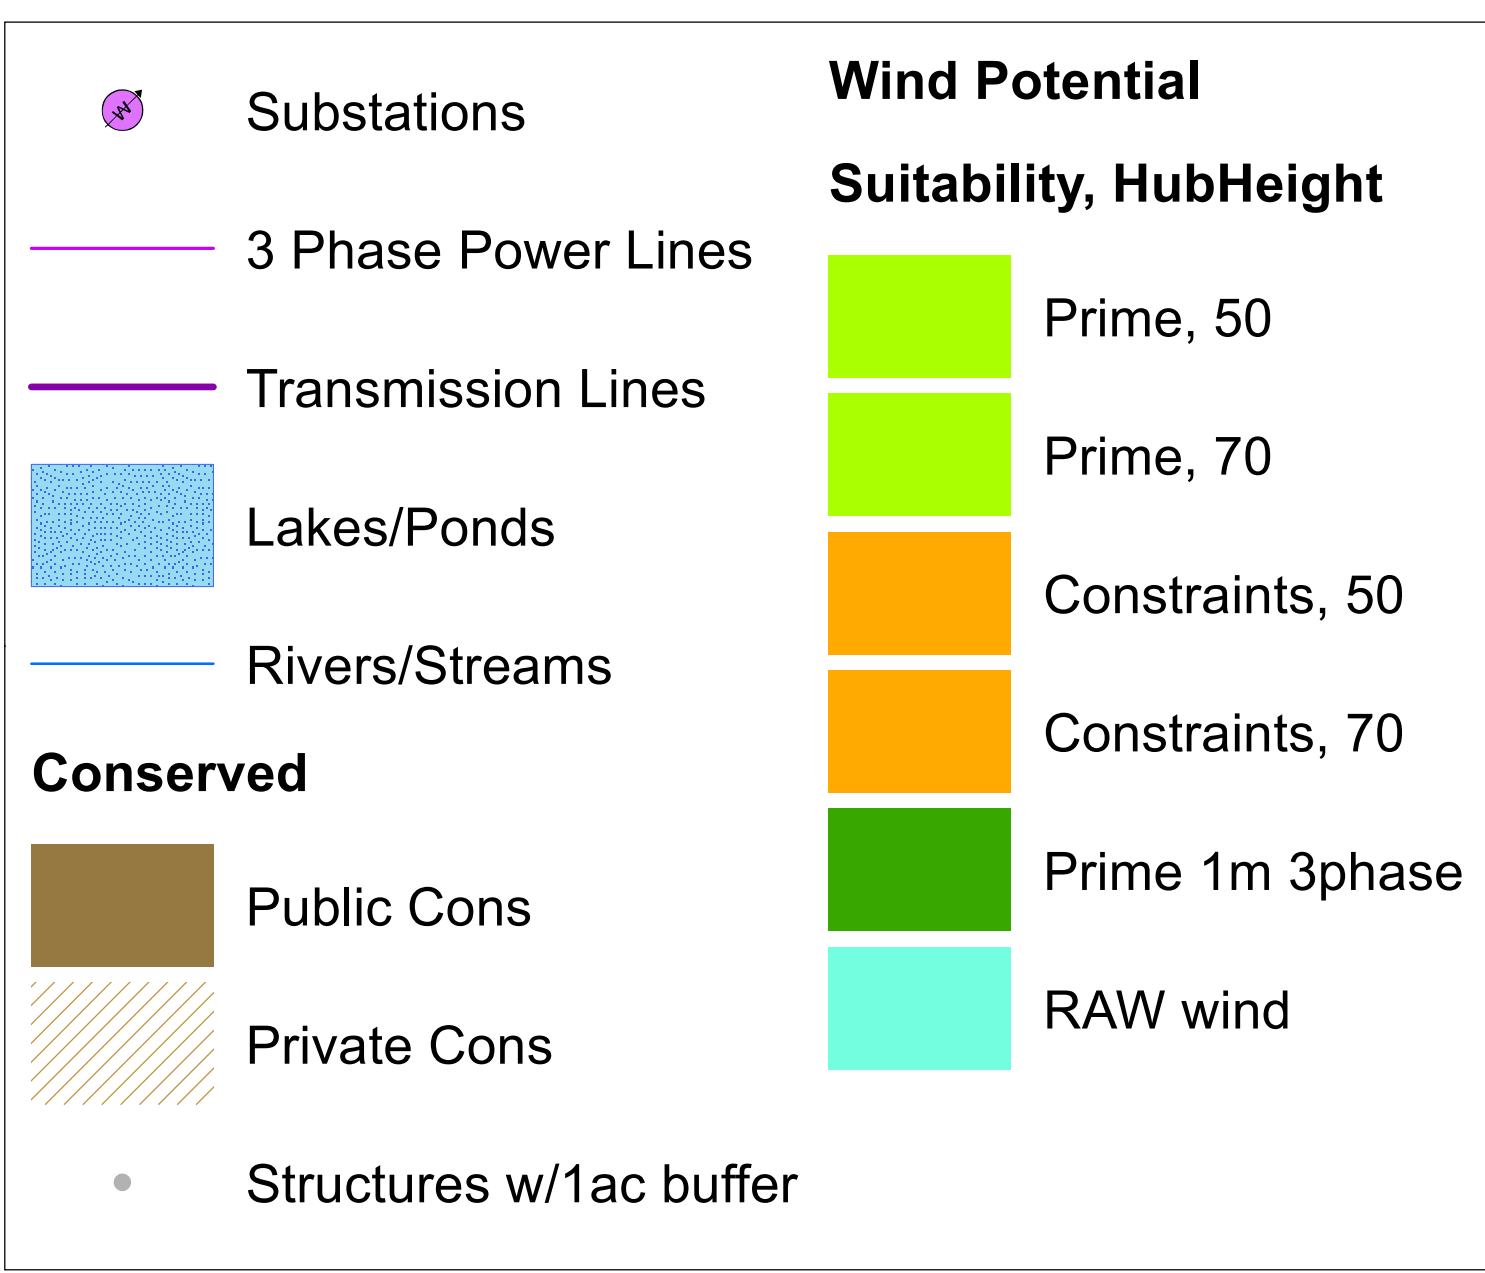 Substations
3 Phase Power Lines
Transmission Lines
Lakes/Ponds
Rivers/Streams
Conserved
Public Cons
Private Cons
Structures w/1ac buffer
Wind Potential
Suitability, HubHeight
Prime, 50
Prime, 70
Constraints, 50
Constraints, 70
Prime 1m 3phase
RAW wind
W